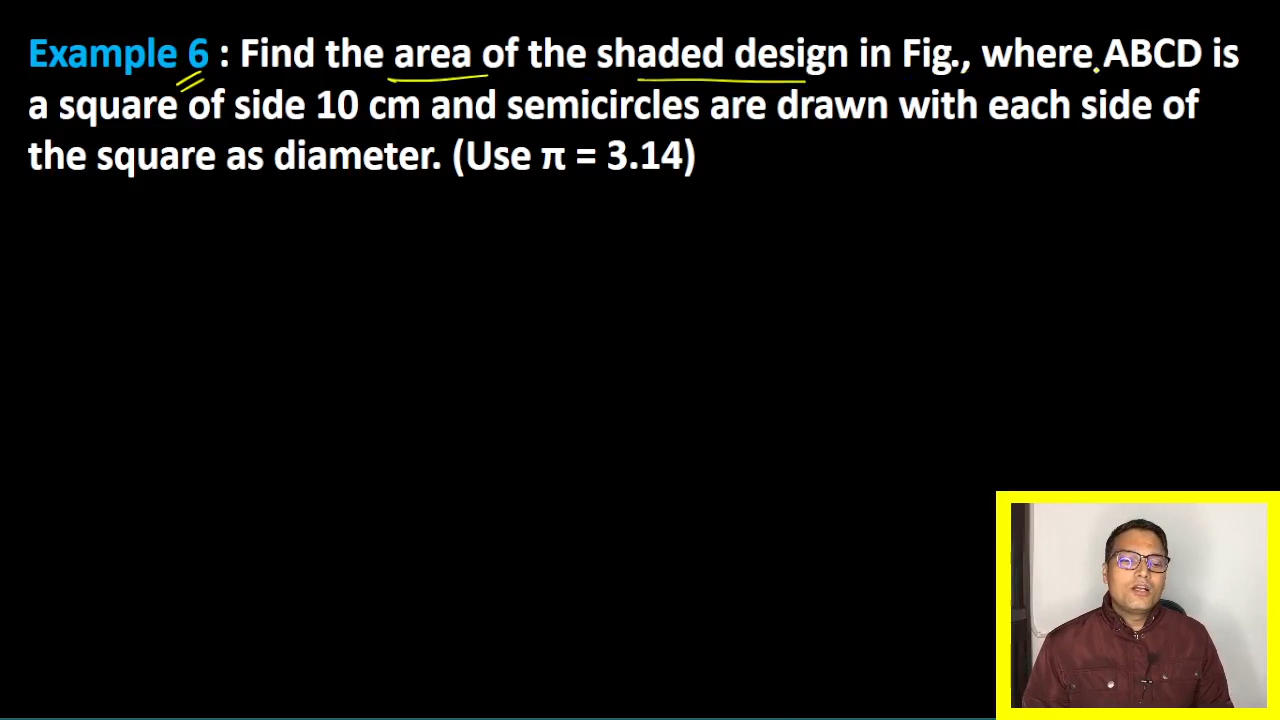 Example 6 : Find the area of the shaded design in Fig., where ABCD is
a square of side 10 cm and semicircles are drawn with each side of
the square as diameter. (Use π = 3.14)